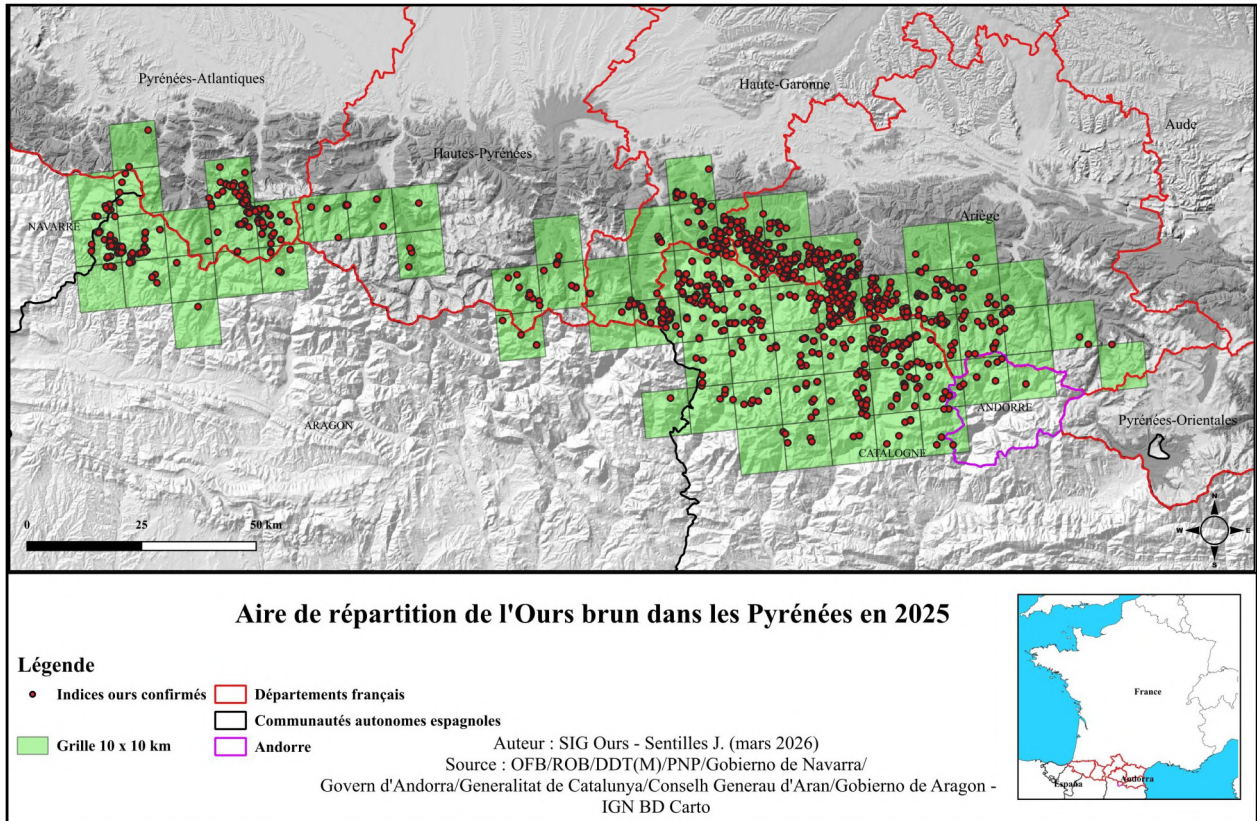 Pyrénées-Atlantiques
Haute-Garonne
Aude
Hautes-Pyrénées
Ariège
NAVARRE
ANDORRE
Pyrénées-Orientales
ARAGON
CATALOGNE
0 25 50 km
N
W E
S
Aire de répartition de l'Ours brun dans les Pyrénées en 2025
Légende
Indices ours confirmés
Départements français
Communautés autonomes espagnoles
Grille 10 x 10 km
Andorre
Auteur : SIG Ours - Sentilles J. (mars 2026)
Source : OFB/ROB/DDT(M)/PNP/Gobierno de Navarra/
Govern d'Andorra/Generalitat de Catalunya/Conselh Generau d'Aran/Gobierno de Aragon -
IGN BD Carto
France
Andorra
España